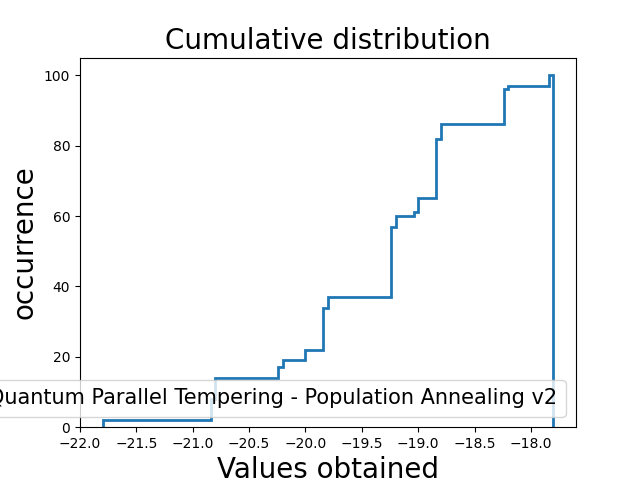 Cumulative distribution
occurrence
100
80
60
40
20
0
Quantum Parallel Tempering - Population Annealing v2
−22.0 −21.5 −21.0 −20.5 −20.0 −19.5 −19.0 −18.5 −18.0
Values obtained